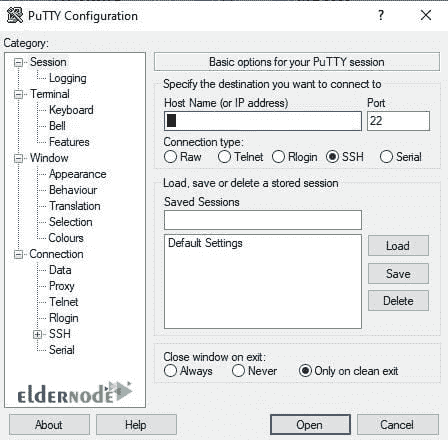 PuTTY Configuration
? ×
Category:
Session
Logging
Terminal
Keyboard
Bell
Features
Window
Appearance
Behaviour
Translation
Selection
Colours
Connection
Data
Proxy
Telnet
Rlogin
SSH
Serial
ELDERNODE
Basic options for your PuTTY session
Specify the destination you want to connect to
Host Name (or IP address) Port
22
Connection type:
Raw Telnet Rlogin SSH Serial
Load, save or delete a stored session
Saved Sessions
Default Settings
Load
Save
Delete
Close window on exit:
Always Never Only on clean exit
About Help Open Cancel